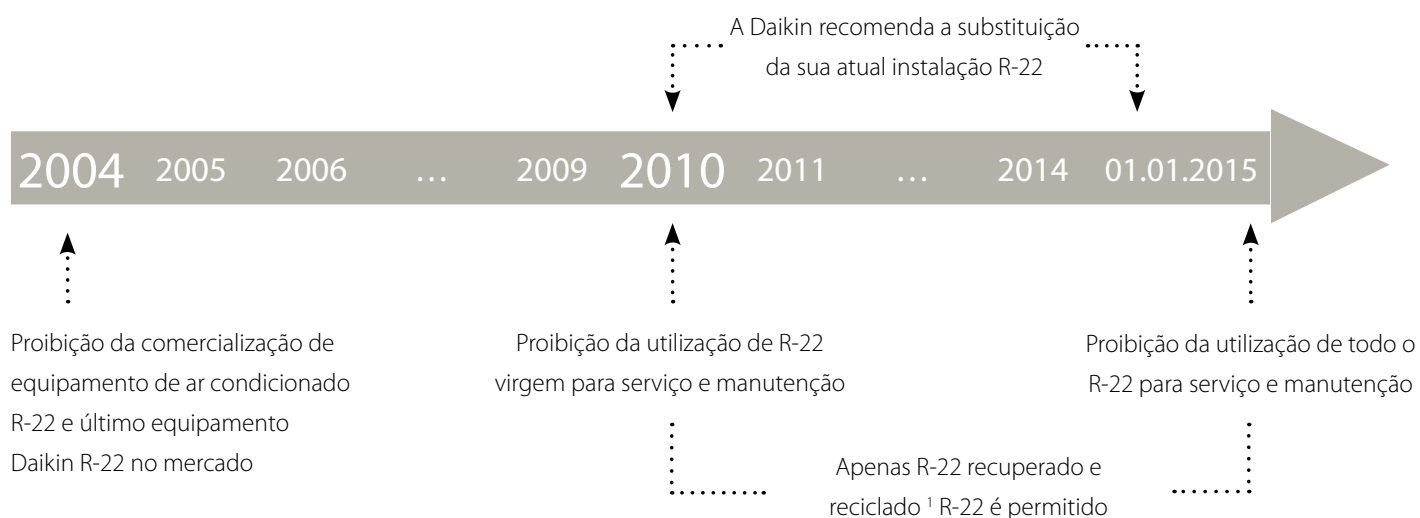 A Daikin recomenda a substituição
da sua atual instalação R-22
2004 2005 2006 ... 2009 2010 2011 ... 2014 01.01.2015
Proibição da comercialização de
equipamento de ar condicionado
R-22 e último equipamento
Daikin R-22 no mercado
Proibição da utilização de R-22
virgem para serviço e manutenção
Proibição da utilização de todo o
R-22 para serviço e manutenção
Apenas R-22 recuperado e
reciclado ¹ R-22 é permitido